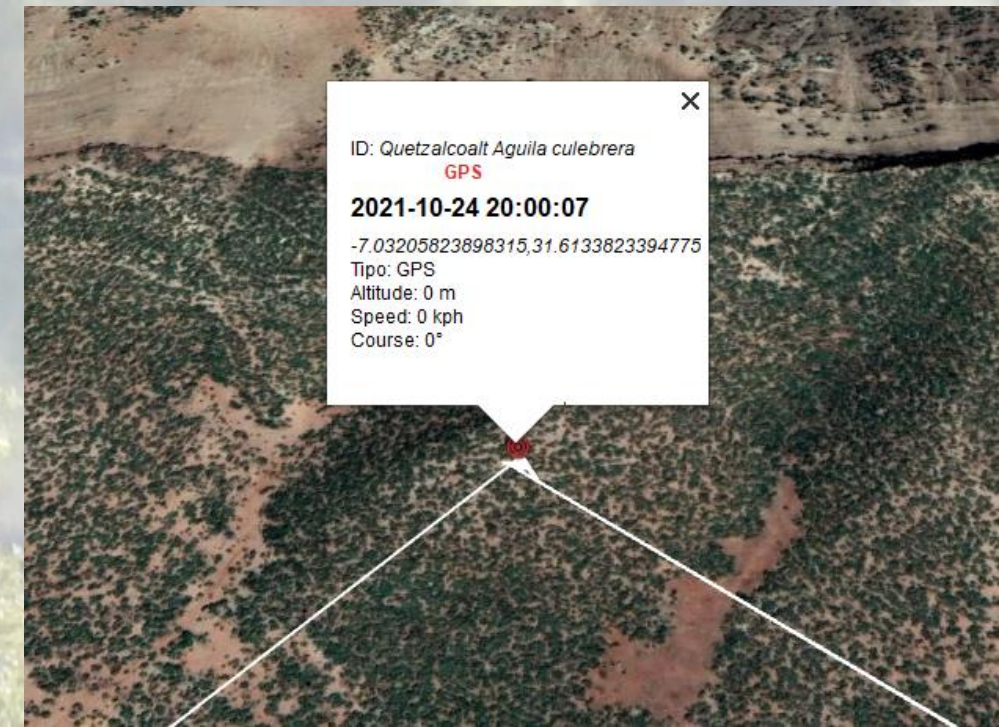 ID: Quetzalcoalt Aguila culebrera
GPS
2021-10-24 20:00:07
-7.03205823898315,31.6133823394775
Tipo: GPS
Altitude: 0 m
Speed: 0 kph
Course: 0°